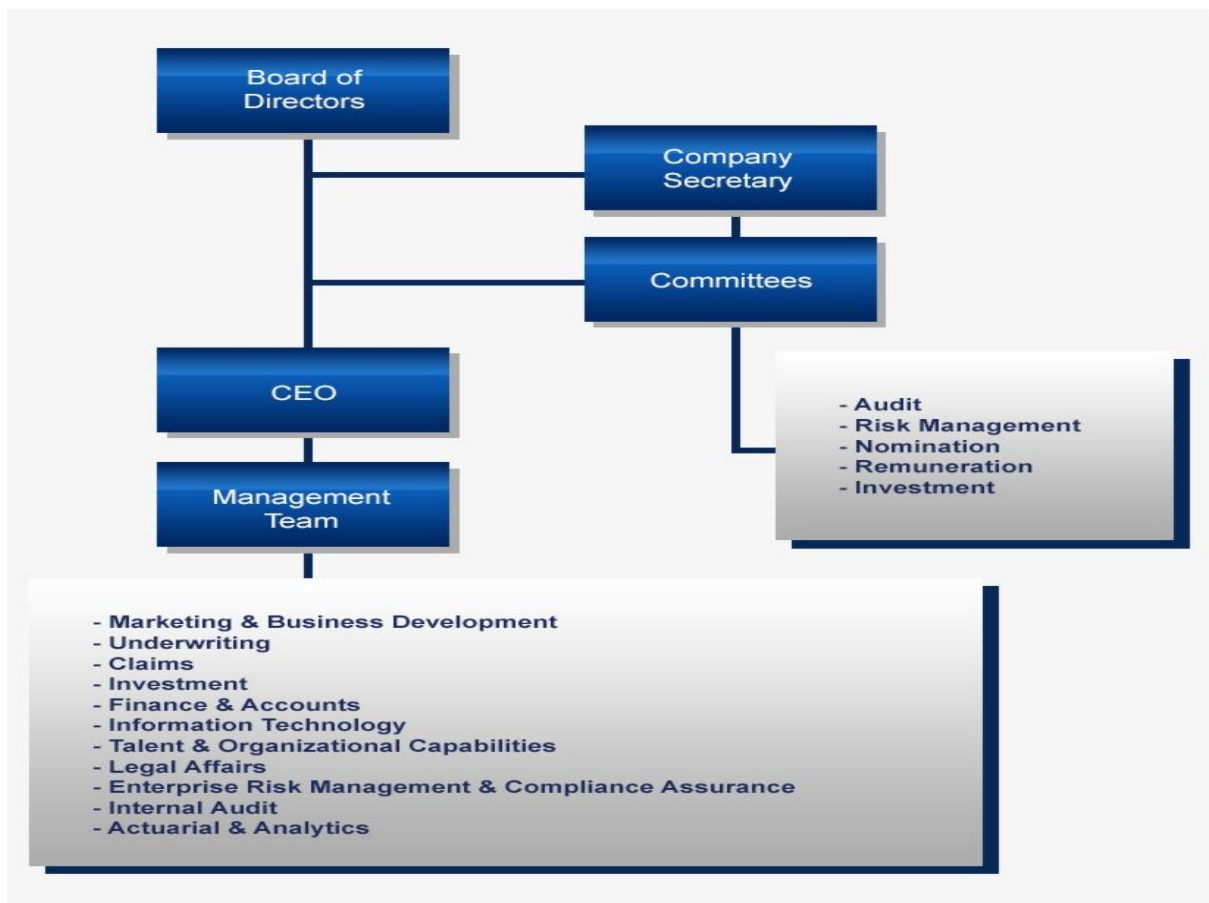 Board of
Directors
Company
Secretary
Committees
CEO
- Audit
- Risk Management
- Nomination
- Remuneration
- Investment
Management
Team
- Marketing & Business Development
- Underwriting
- Claims
- Investment
- Finance & Accounts
- Information Technology
- Talent & Organizational Capabilities
- Legal Affairs
- Enterprise Risk Management & Compliance Assurance
- Internal Audit
- Actuarial & Analytics